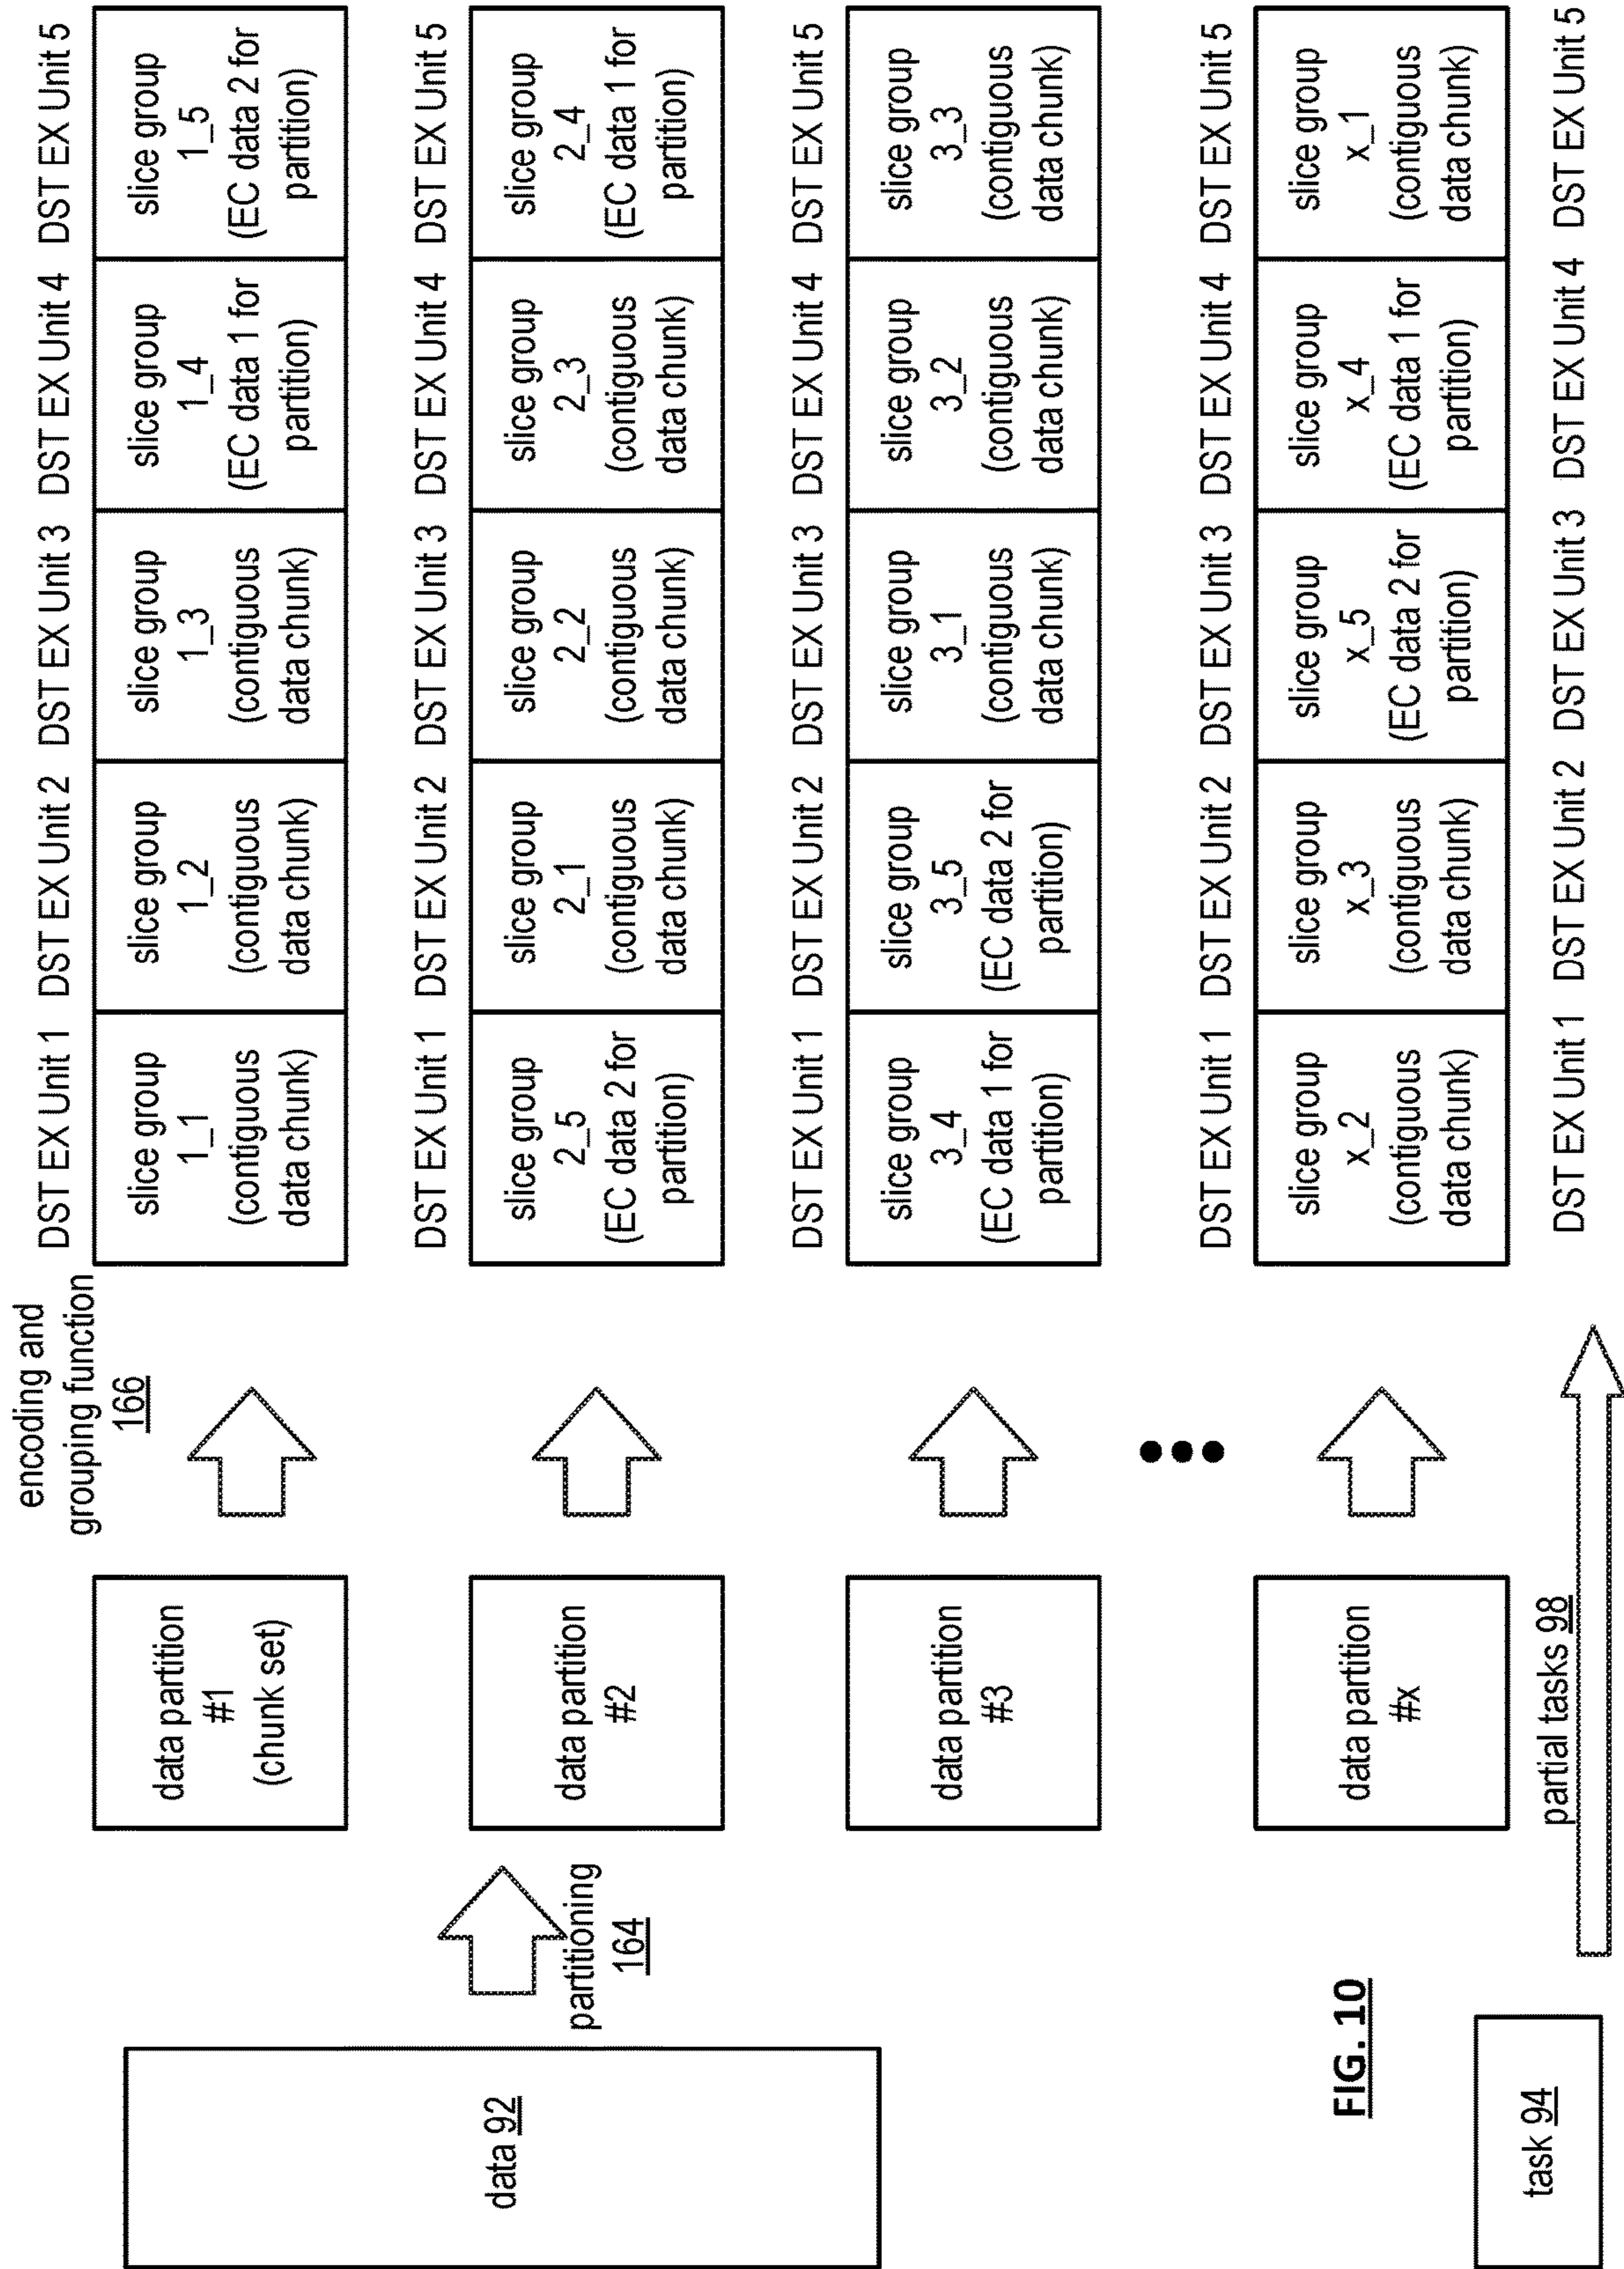 encoding and
grouping function
166
DST EX Unit 1 DST EX Unit 2 DST EX Unit 3 DST EX Unit 4 DST EX Unit 5
data 92
partitioning
164
data partition
#1
(chunk set)
slice group
1_1
(contiguous
data chunk)
slice group
1_2
(contiguous
data chunk)
slice group
1_3
(contiguous
data chunk)
slice group
1_4
(EC data 1 for
partition)
slice group
1_5
(EC data 2 for
partition)
DST EX Unit 1 DST EX Unit 2 DST EX Unit 3 DST EX Unit 4 DST EX Unit 5
data partition
#2
slice group
2_5
(EC data 2 for
partition)
slice group
2_1
(contiguous
data chunk)
slice group
2_2
(contiguous
data chunk)
slice group
2_3
(contiguous
data chunk)
slice group
2_4
(EC data 1 for
partition)
DST EX Unit 1 DST EX Unit 2 DST EX Unit 3 DST EX Unit 4 DST EX Unit 5
data partition
#3
slice group
3_4
(EC data 1 for
partition)
slice group
3_5
(EC data 2 for
partition)
slice group
3_1
(contiguous
data chunk)
slice group
3_2
(contiguous
data chunk)
slice group
3_3
(contiguous
data chunk)
DST EX Unit 1 DST EX Unit 2 DST EX Unit 3 DST EX Unit 4 DST EX Unit 5
data partition
#x
slice group
x_2
(contiguous
data chunk)
slice group
x_3
(contiguous
data chunk)
slice group
x_5
(EC data 2 for
partition)
slice group
x_4
(EC data 1 for
partition)
slice group
x_1
(contiguous
data chunk)
FIG. 10
task 94
partial tasks 98
DST EX Unit 1 DST EX Unit 2 DST EX Unit 3 DST EX Unit 4 DST EX Unit 5